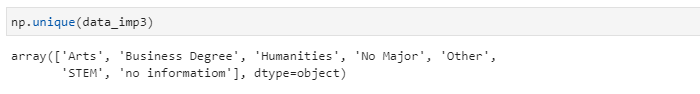 np.unique(data_imp3)
array(['Arts', 'Business Degree', 'Humanities', 'No Major', 'Other',
'STEM', 'no informatiom'], dtype=object)